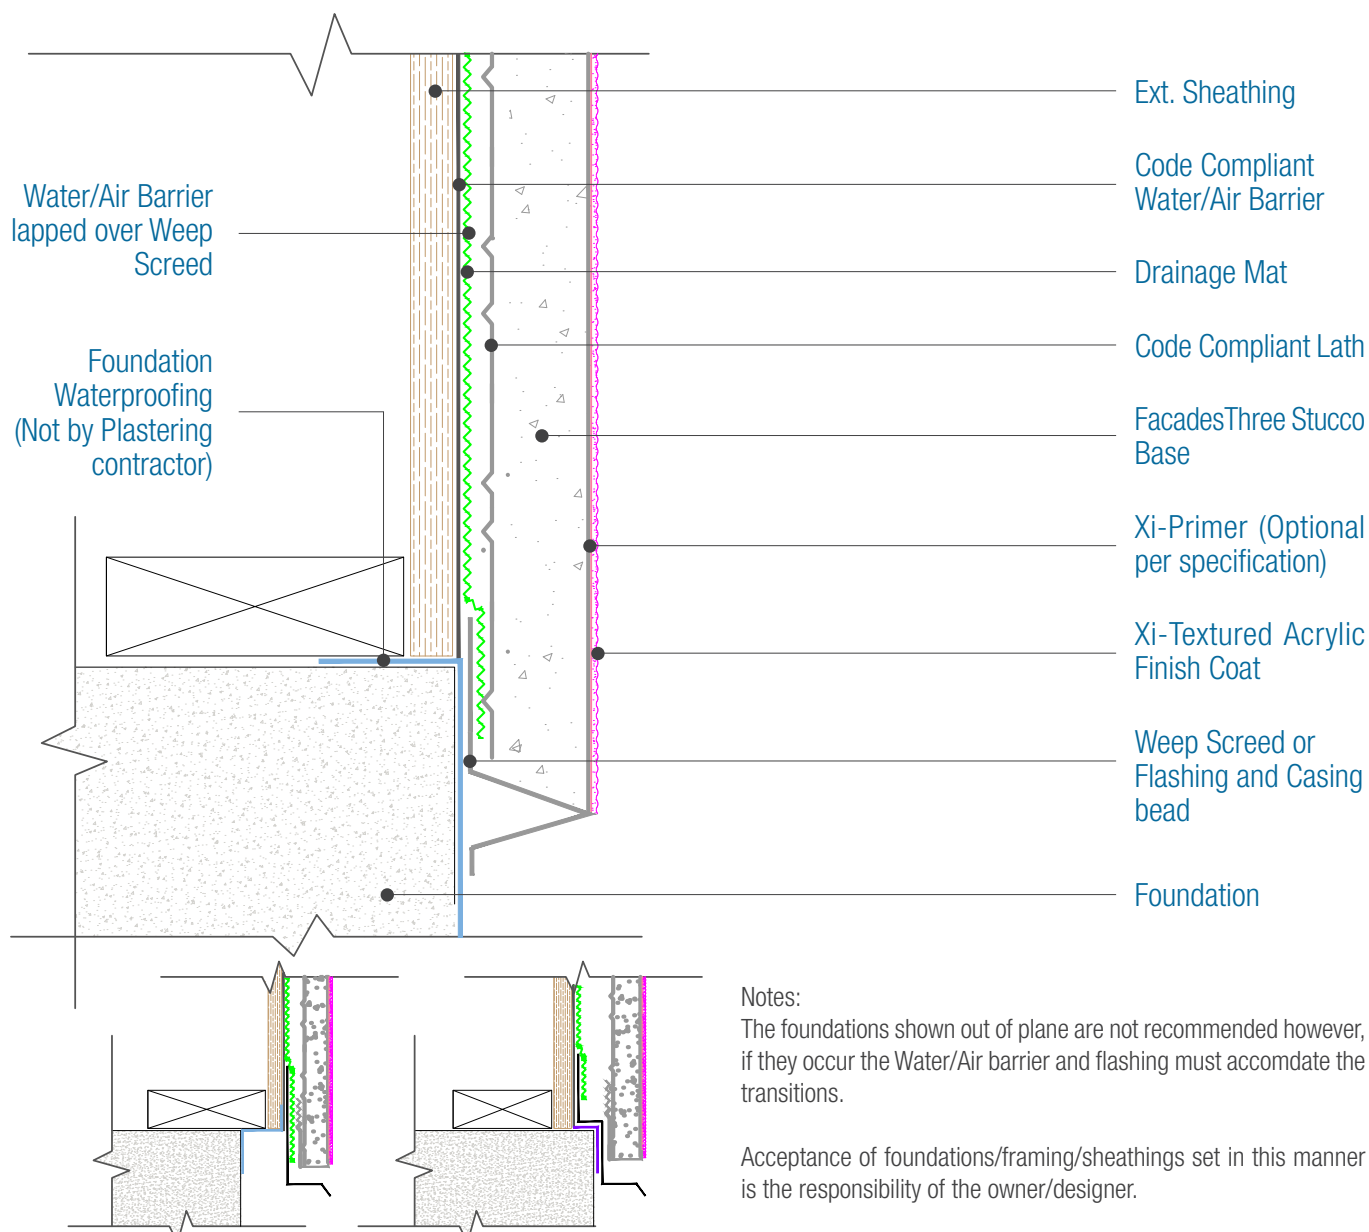 Water/Air Barrier
lapped over Weep
Screed
Foundation
Waterproofing
(Not by Plastering
contractor)
Ext. Sheathing
Code Compliant
Water/Air Barrier
Drainage Mat
Code Compliant Lath
FacadesThree Stucco
Base
Xi-Primer (Optional
per specification)
Xi-Textured Acrylic
Finish Coat
Weep Screed or
Flashing and Casing
bead
Foundation
Notes:
The foundations shown out of plane are not recommended however,
if they occur the Water/Air barrier and flashing must accomdate the
transitions.
Acceptance of foundations/framing/sheathings set in this manner
is the responsibility of the owner/designer.